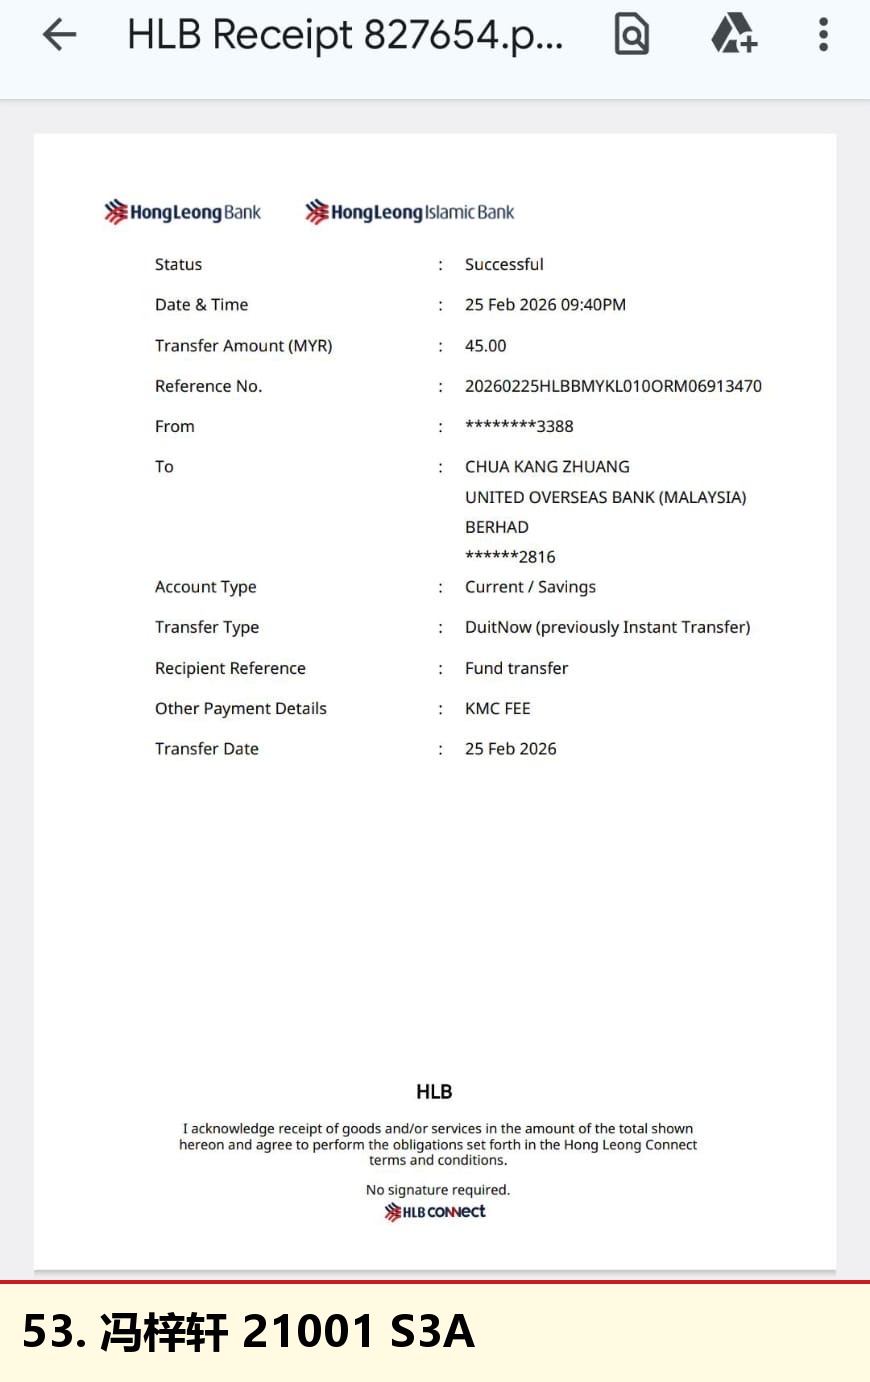 HLB Receipt 827654.p...
HongLeong Bank HongLeong Islamic Bank
Status : Successful
Date & Time : 25 Feb 2026 09:40PM
Transfer Amount (MYR) : 45.00
Reference No. : 20260225HLBBMYKL010ORM06913470
From : ********3388
To : CHUA KANG ZHUANG
UNITED OVERSEAS BANK (MALAYSIA)
BERHAD
******2816
Account Type : Current / Savings
Transfer Type : DuitNow (previously Instant Transfer)
Recipient Reference : Fund transfer
Other Payment Details : KMC FEE
Transfer Date : 25 Feb 2026
HLB
I acknowledge receipt of goods and/or services in the amount of the total shown
hereon and agree to perform the obligations set forth in the Hong Leong Connect
terms and conditions.
No signature required.
HLB CONNect
53. 冯梓轩 21001 S3A